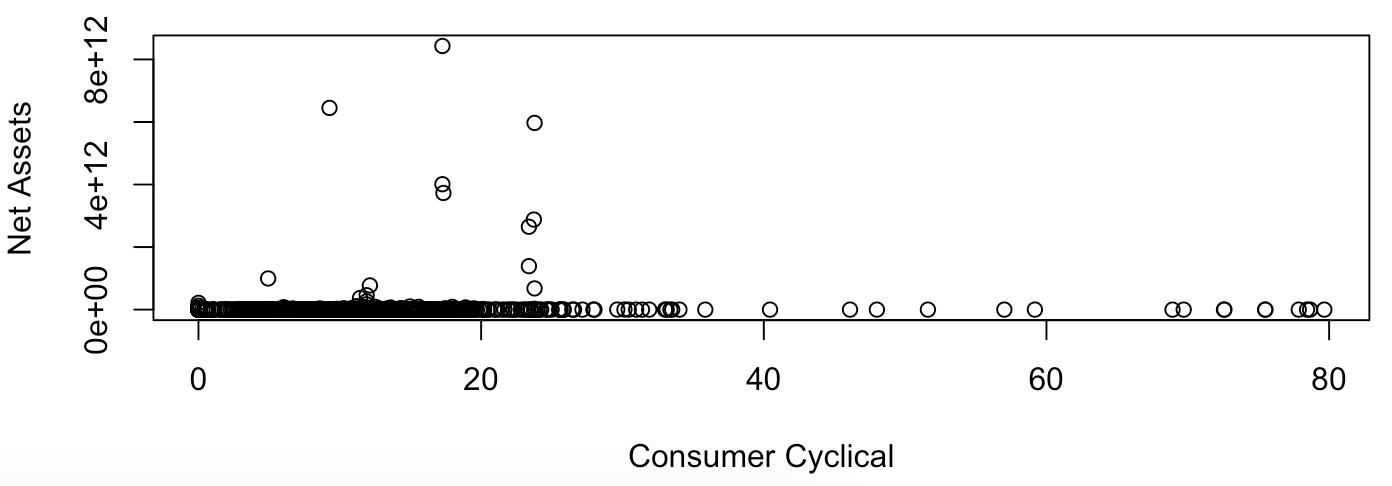 Net Assets
8e+12
4e+12
0e+00
0 20 40 60 80
Consumer Cyclical